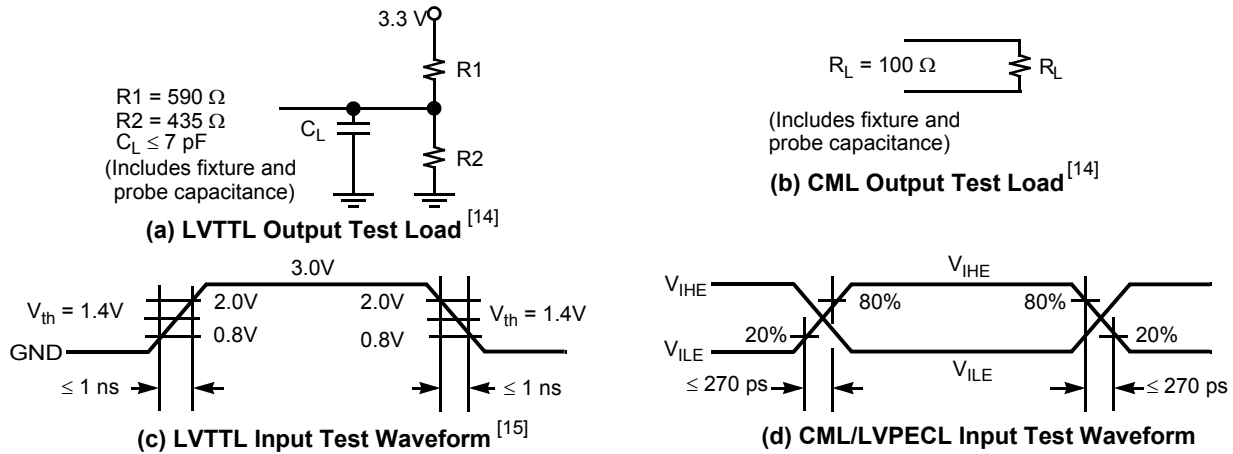 3.3 V
R1
R1 = 590 Ω
R2 = 435 Ω
C_L ≤ 7 pF
(Includes fixture and
probe capacitance)
C_L
R2
(a) LVTTL Output Test Load [14]
R_L = 100 Ω
R_L
(Includes fixture and
probe capacitance)
(b) CML Output Test Load [14]
3.0V
V_th = 1.4V
2.0V
0.8V
2.0V
0.8V
V_th = 1.4V
GND
≤ 1 ns
≤ 1 ns
(c) LVTTL Input Test Waveform [15]
V_IHE
V_IHE
80%
80%
20%
20%
V_ILE
V_ILE
≤ 270 ps
≤ 270 ps
(d) CML/LVPECL Input Test Waveform